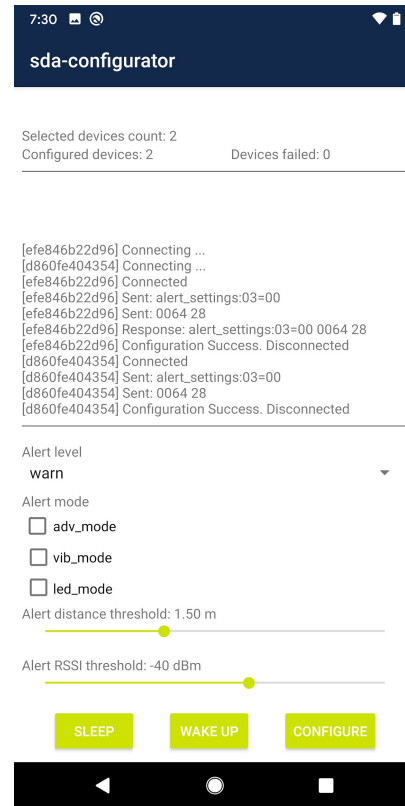 7:30
sda-configurator
Selected devices count: 2
Configured devices: 2 Devices failed: 0
[efe846b22d96] Connecting ...
[d860fe404354] Connecting ...
[efe846b22d96] Connected
[efe846b22d96] Sent: alert_settings:03=00
[efe846b22d96] Sent: 0064 28
[efe846b22d96] Response: alert_settings:03=00 0064 28
[efe846b22d96] Configuration Success. Disconnected
[d860fe404354] Connected
[d860fe404354] Sent: alert_settings:03=00
[d860fe404354] Sent: 0064 28
[d860fe404354] Configuration Success. Disconnected
Alert level
warn
Alert mode
adv_mode
vib_mode
led_mode
Alert distance threshold: 1.50 m
Alert RSSI threshold: -40 dBm
SLEEP WAKE UP CONFIGURE